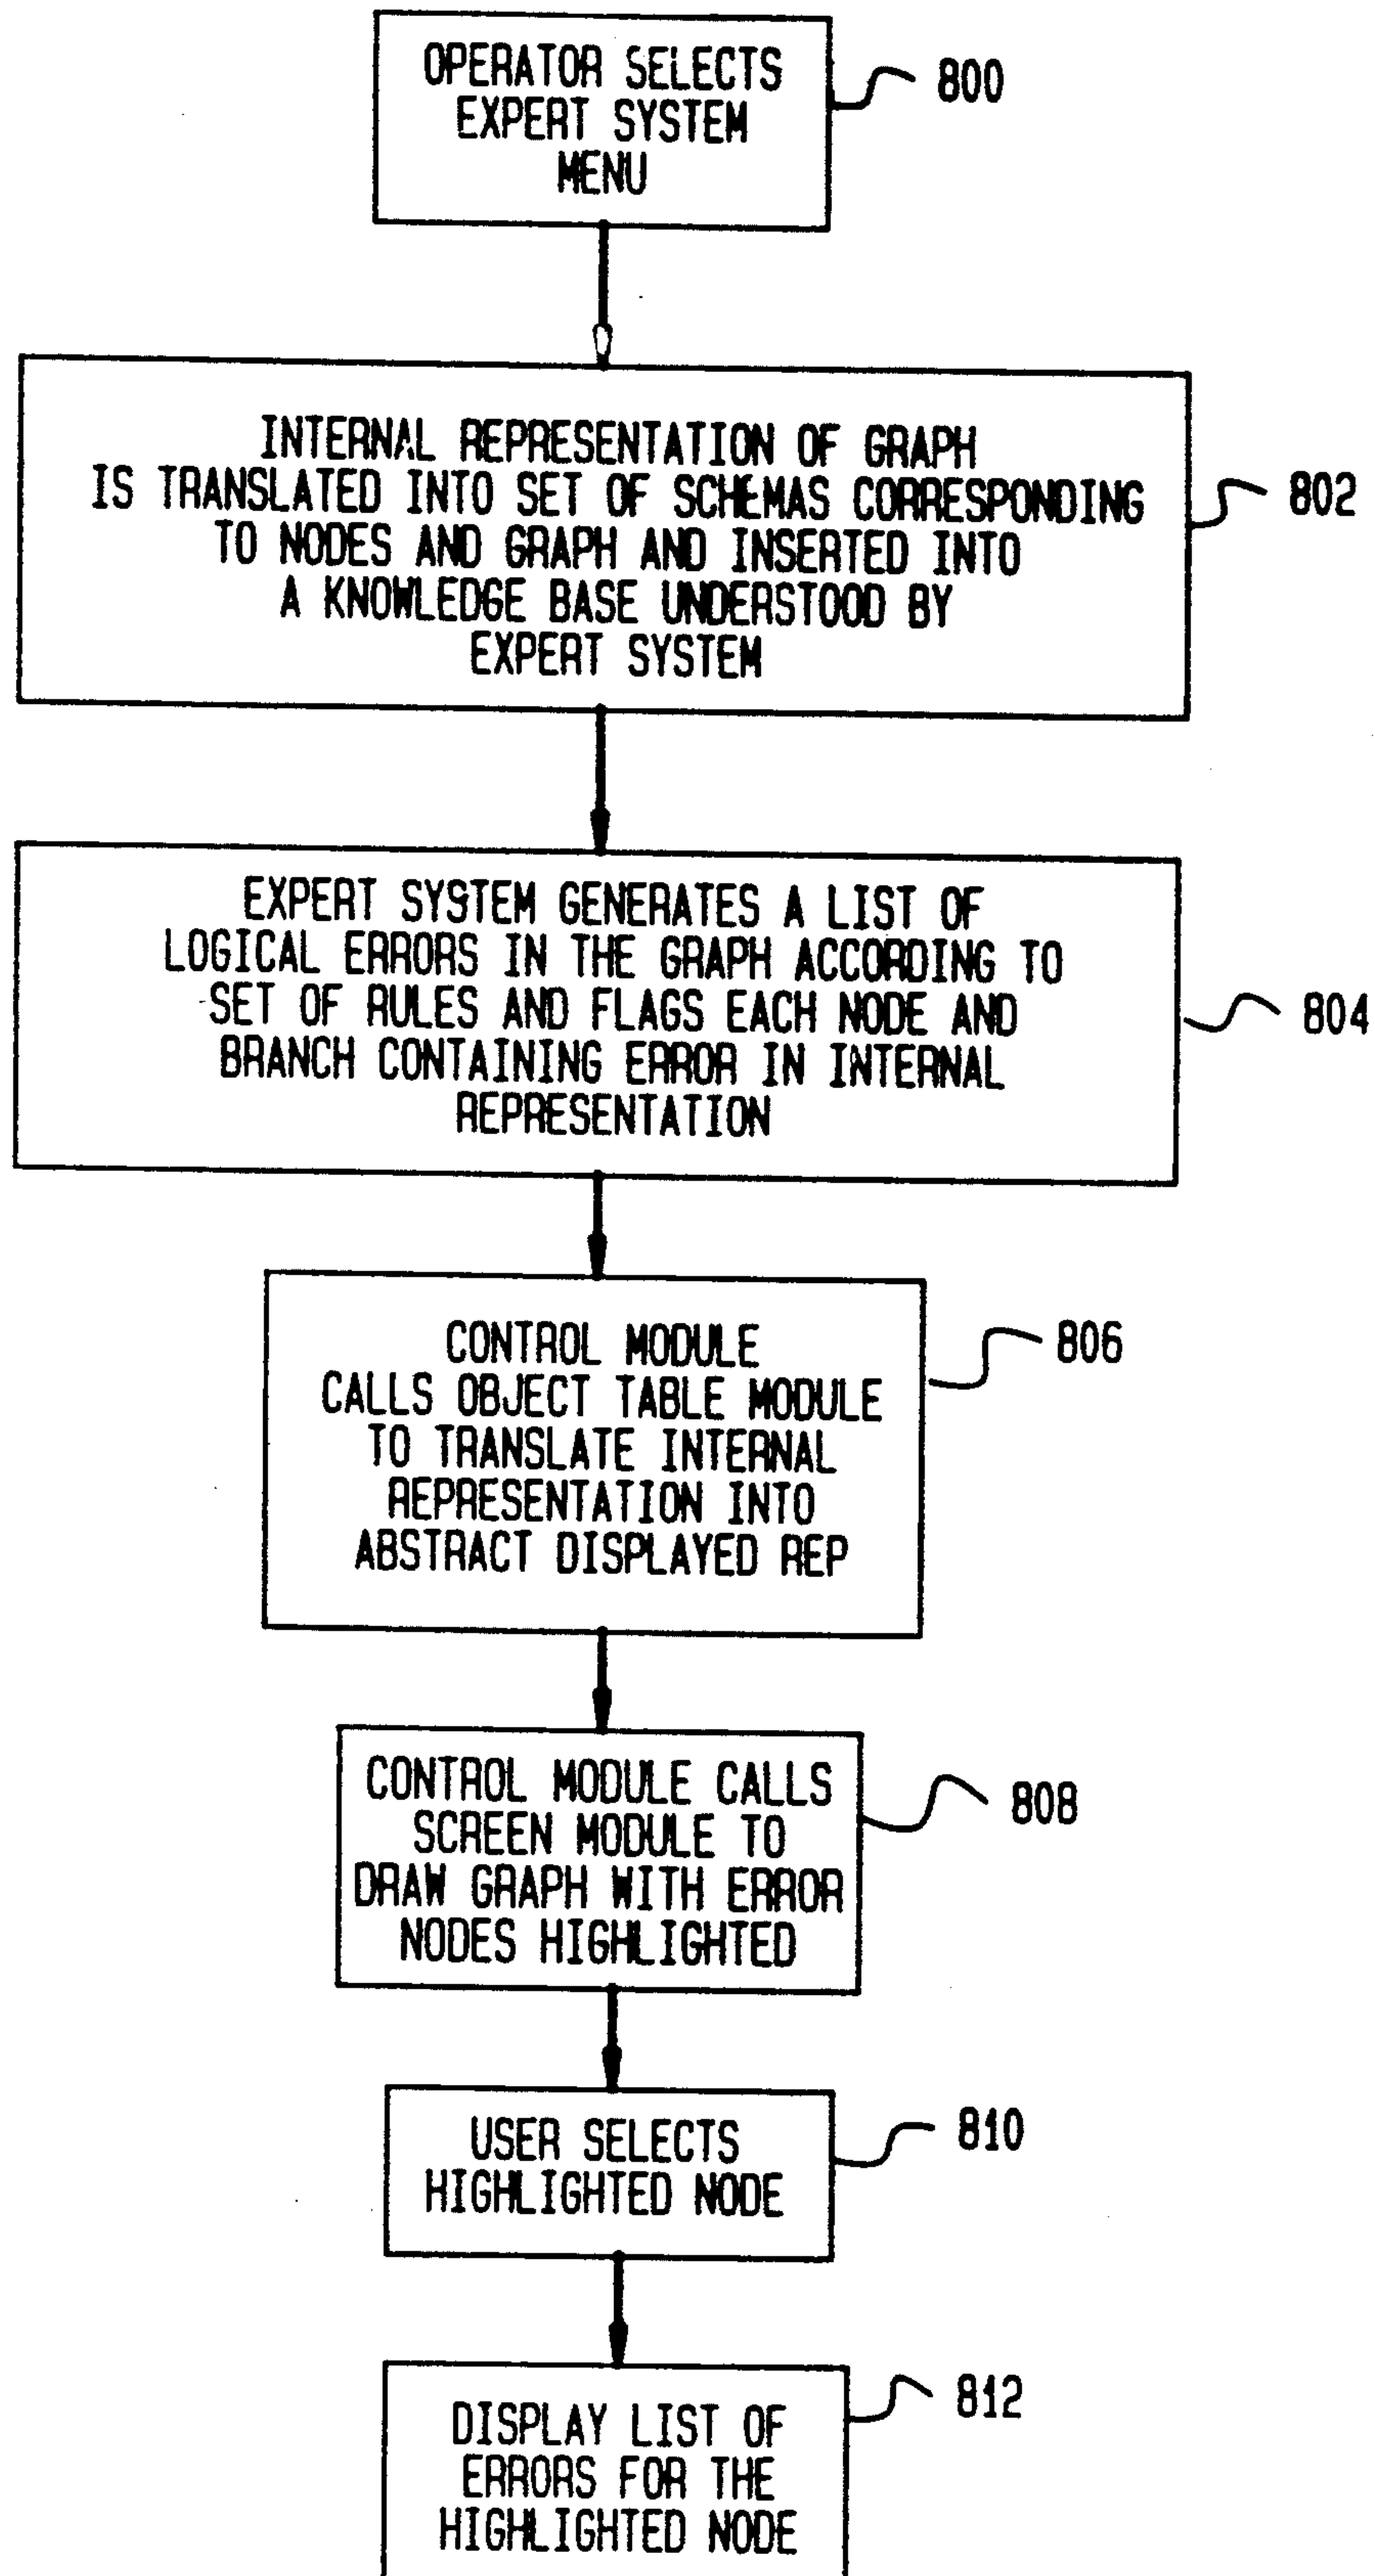 OPERATOR SELECTS
EXPERT SYSTEM
MENU
800
INTERNAL REPRESENTATION OF GRAPH
IS TRANSLATED INTO SET OF SCHEMAS CORRESPONDING
TO NODES AND GRAPH AND INSERTED INTO
A KNOWLEDGE BASE UNDERSTOOD BY
EXPERT SYSTEM
802
EXPERT SYSTEM GENERATES A LIST OF
LOGICAL ERRORS IN THE GRAPH ACCORDING TO
SET OF RULES AND FLAGS EACH NODE AND
BRANCH CONTAINING ERROR IN INTERNAL
REPRESENTATION
804
CONTROL MODULE
CALLS OBJECT TABLE MODULE
TO TRANSLATE INTERNAL
REPRESENTATION INTO
ABSTRACT DISPLAYED REP
806
CONTROL MODULE CALLS
SCREEN MODULE TO
DRAW GRAPH WITH ERROR
NODES HIGHLIGHTED
808
USER SELECTS
HIGHLIGHTED NODE
810
DISPLAY LIST OF
ERRORS FOR THE
HIGHLIGHTED NODE
812